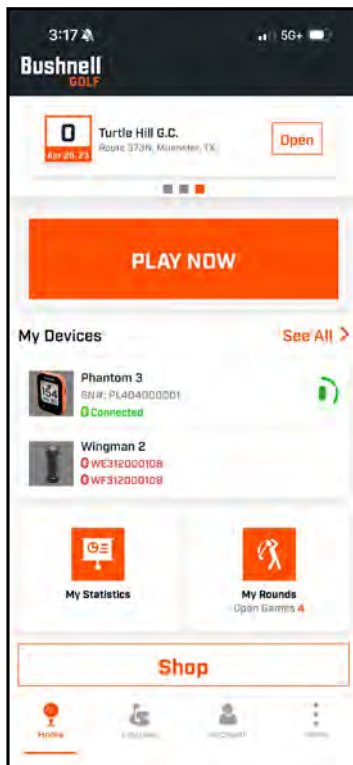 3:17
5G+
Bushnell
GOLF
0
Apr 26, 23
Turtle Hill G.C.
Route 373N, Muenster, TX,
Open
PLAY NOW
My Devices
See All >
Phantom 3
SN#: PL404000001
Connected
Wingman 2
WE312000108
WF312000108
My Statistics
My Rounds
Open Games 4
Shop
Home
Courses
Account